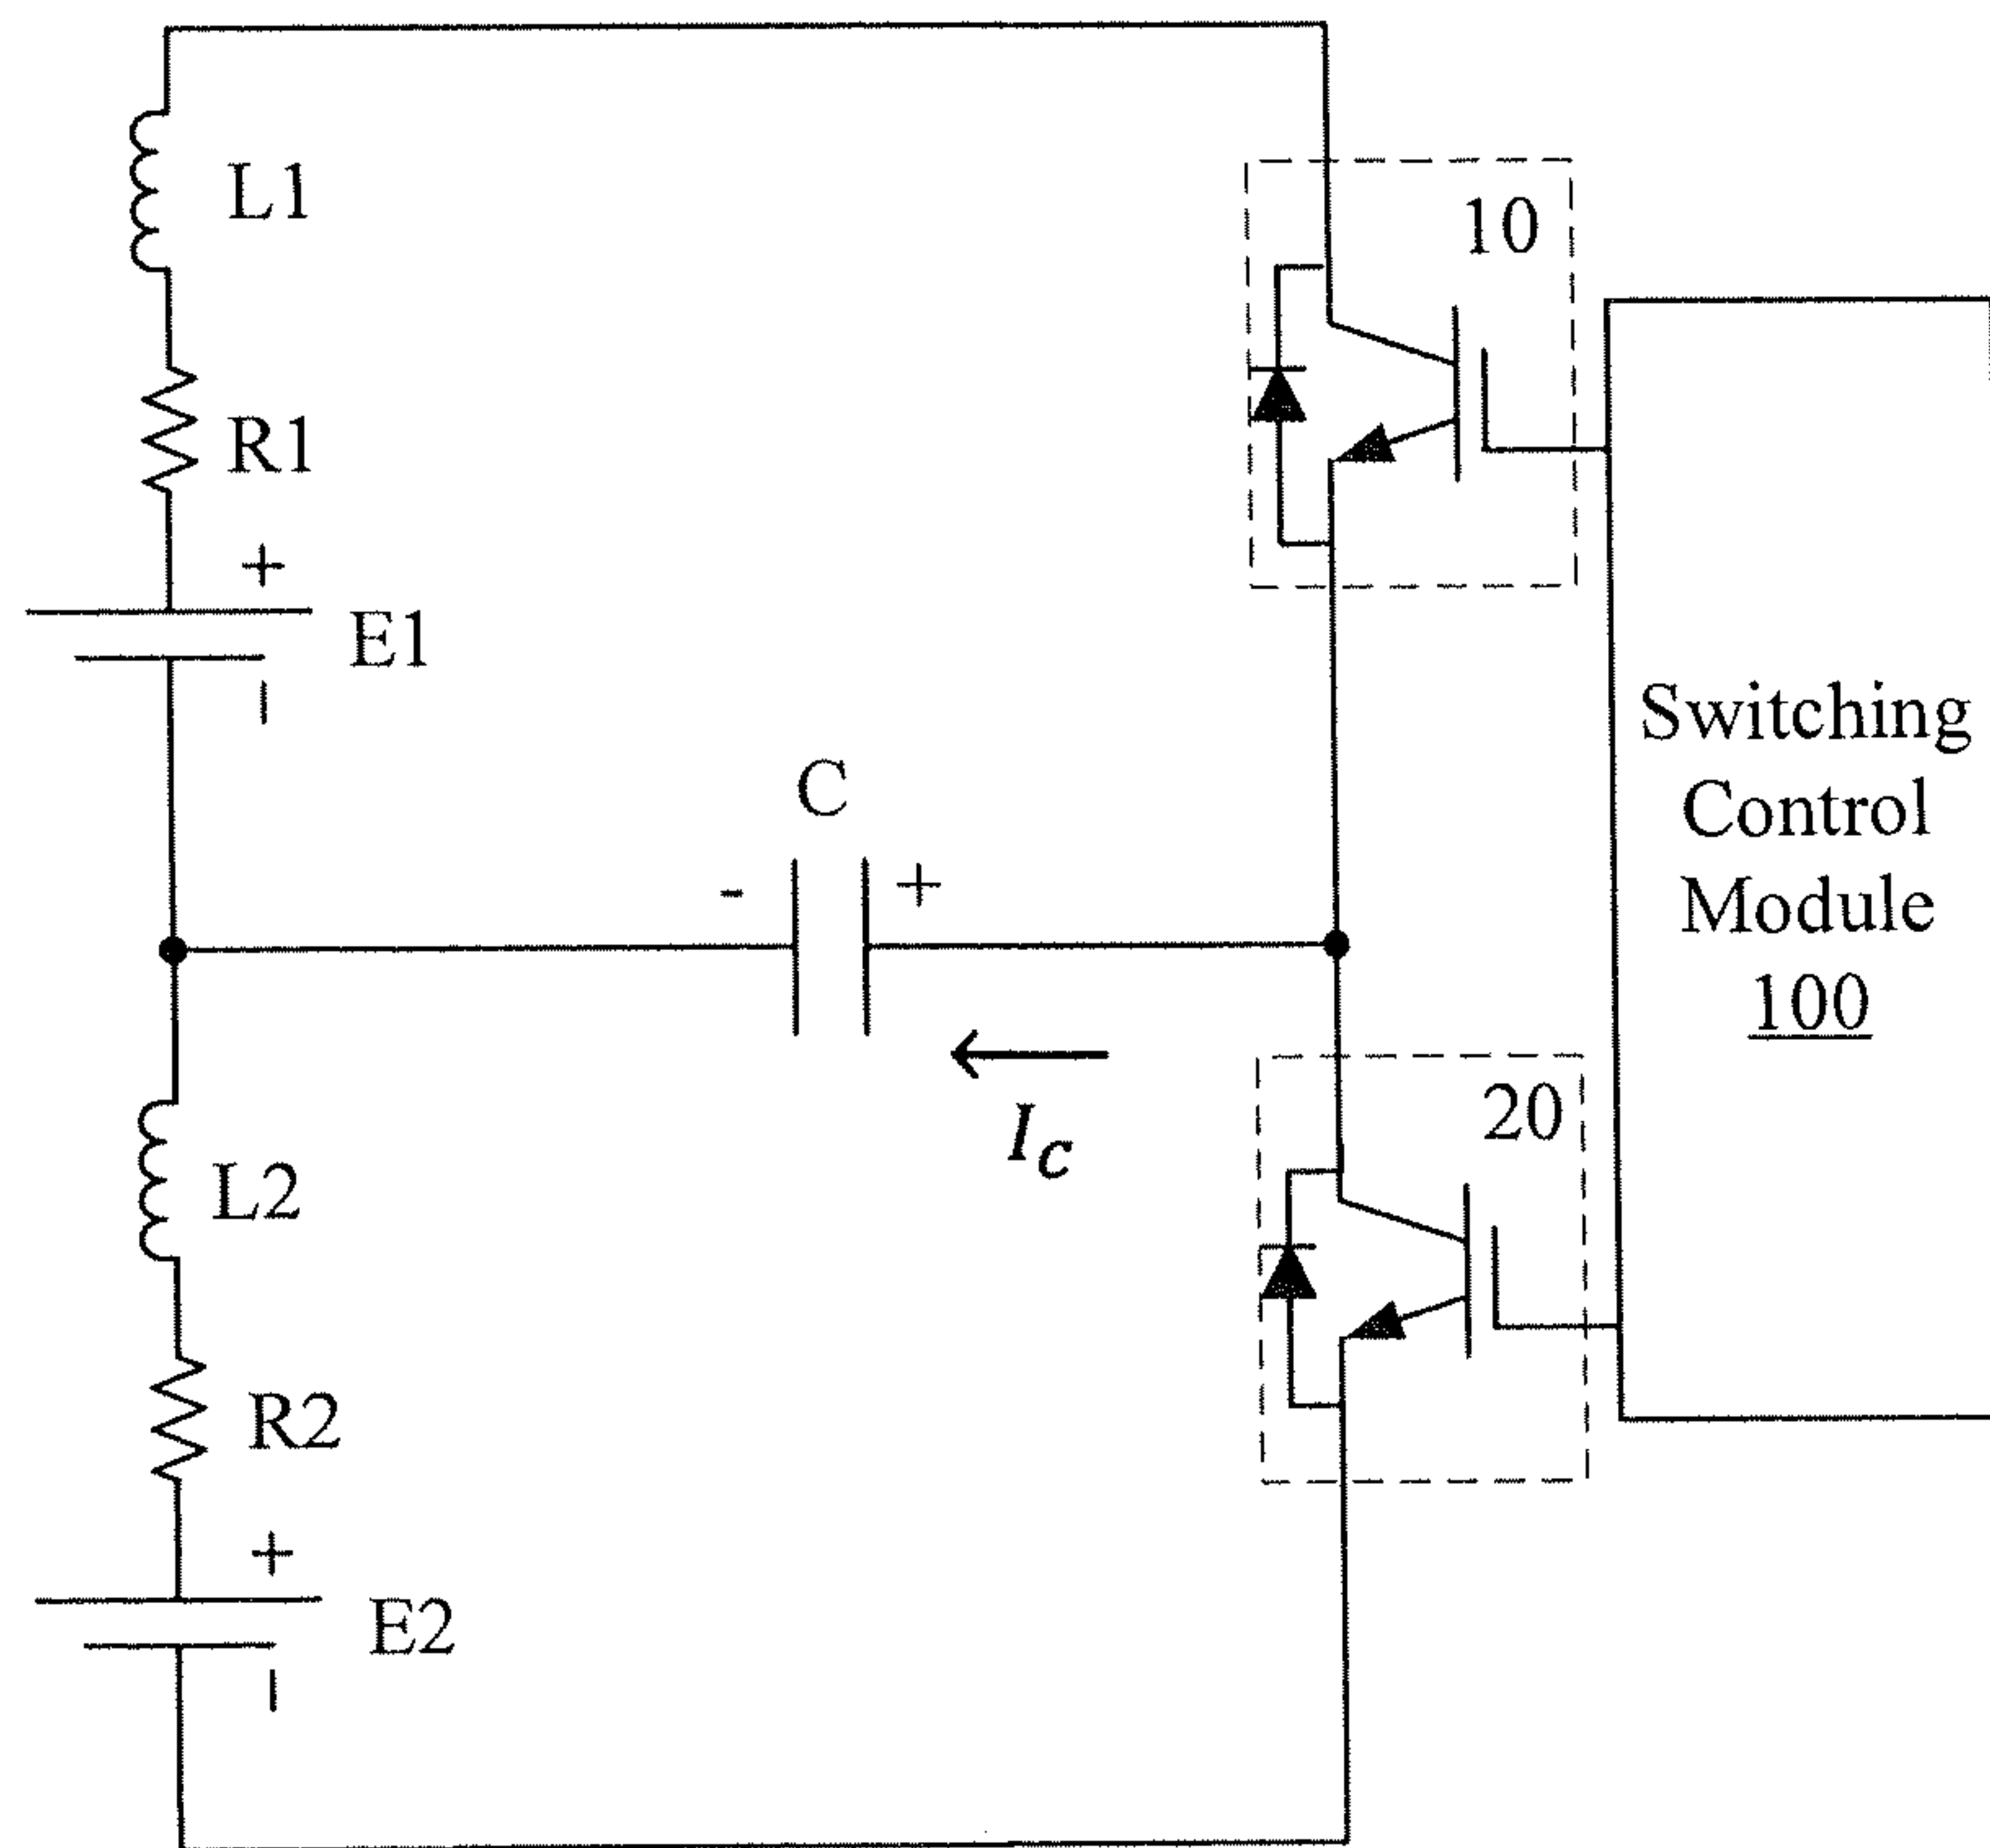 L1
10
R1
+
E1
–
Switching
Control
Module
100
C
- +
I_C
20
L2
R2
+
E2
–